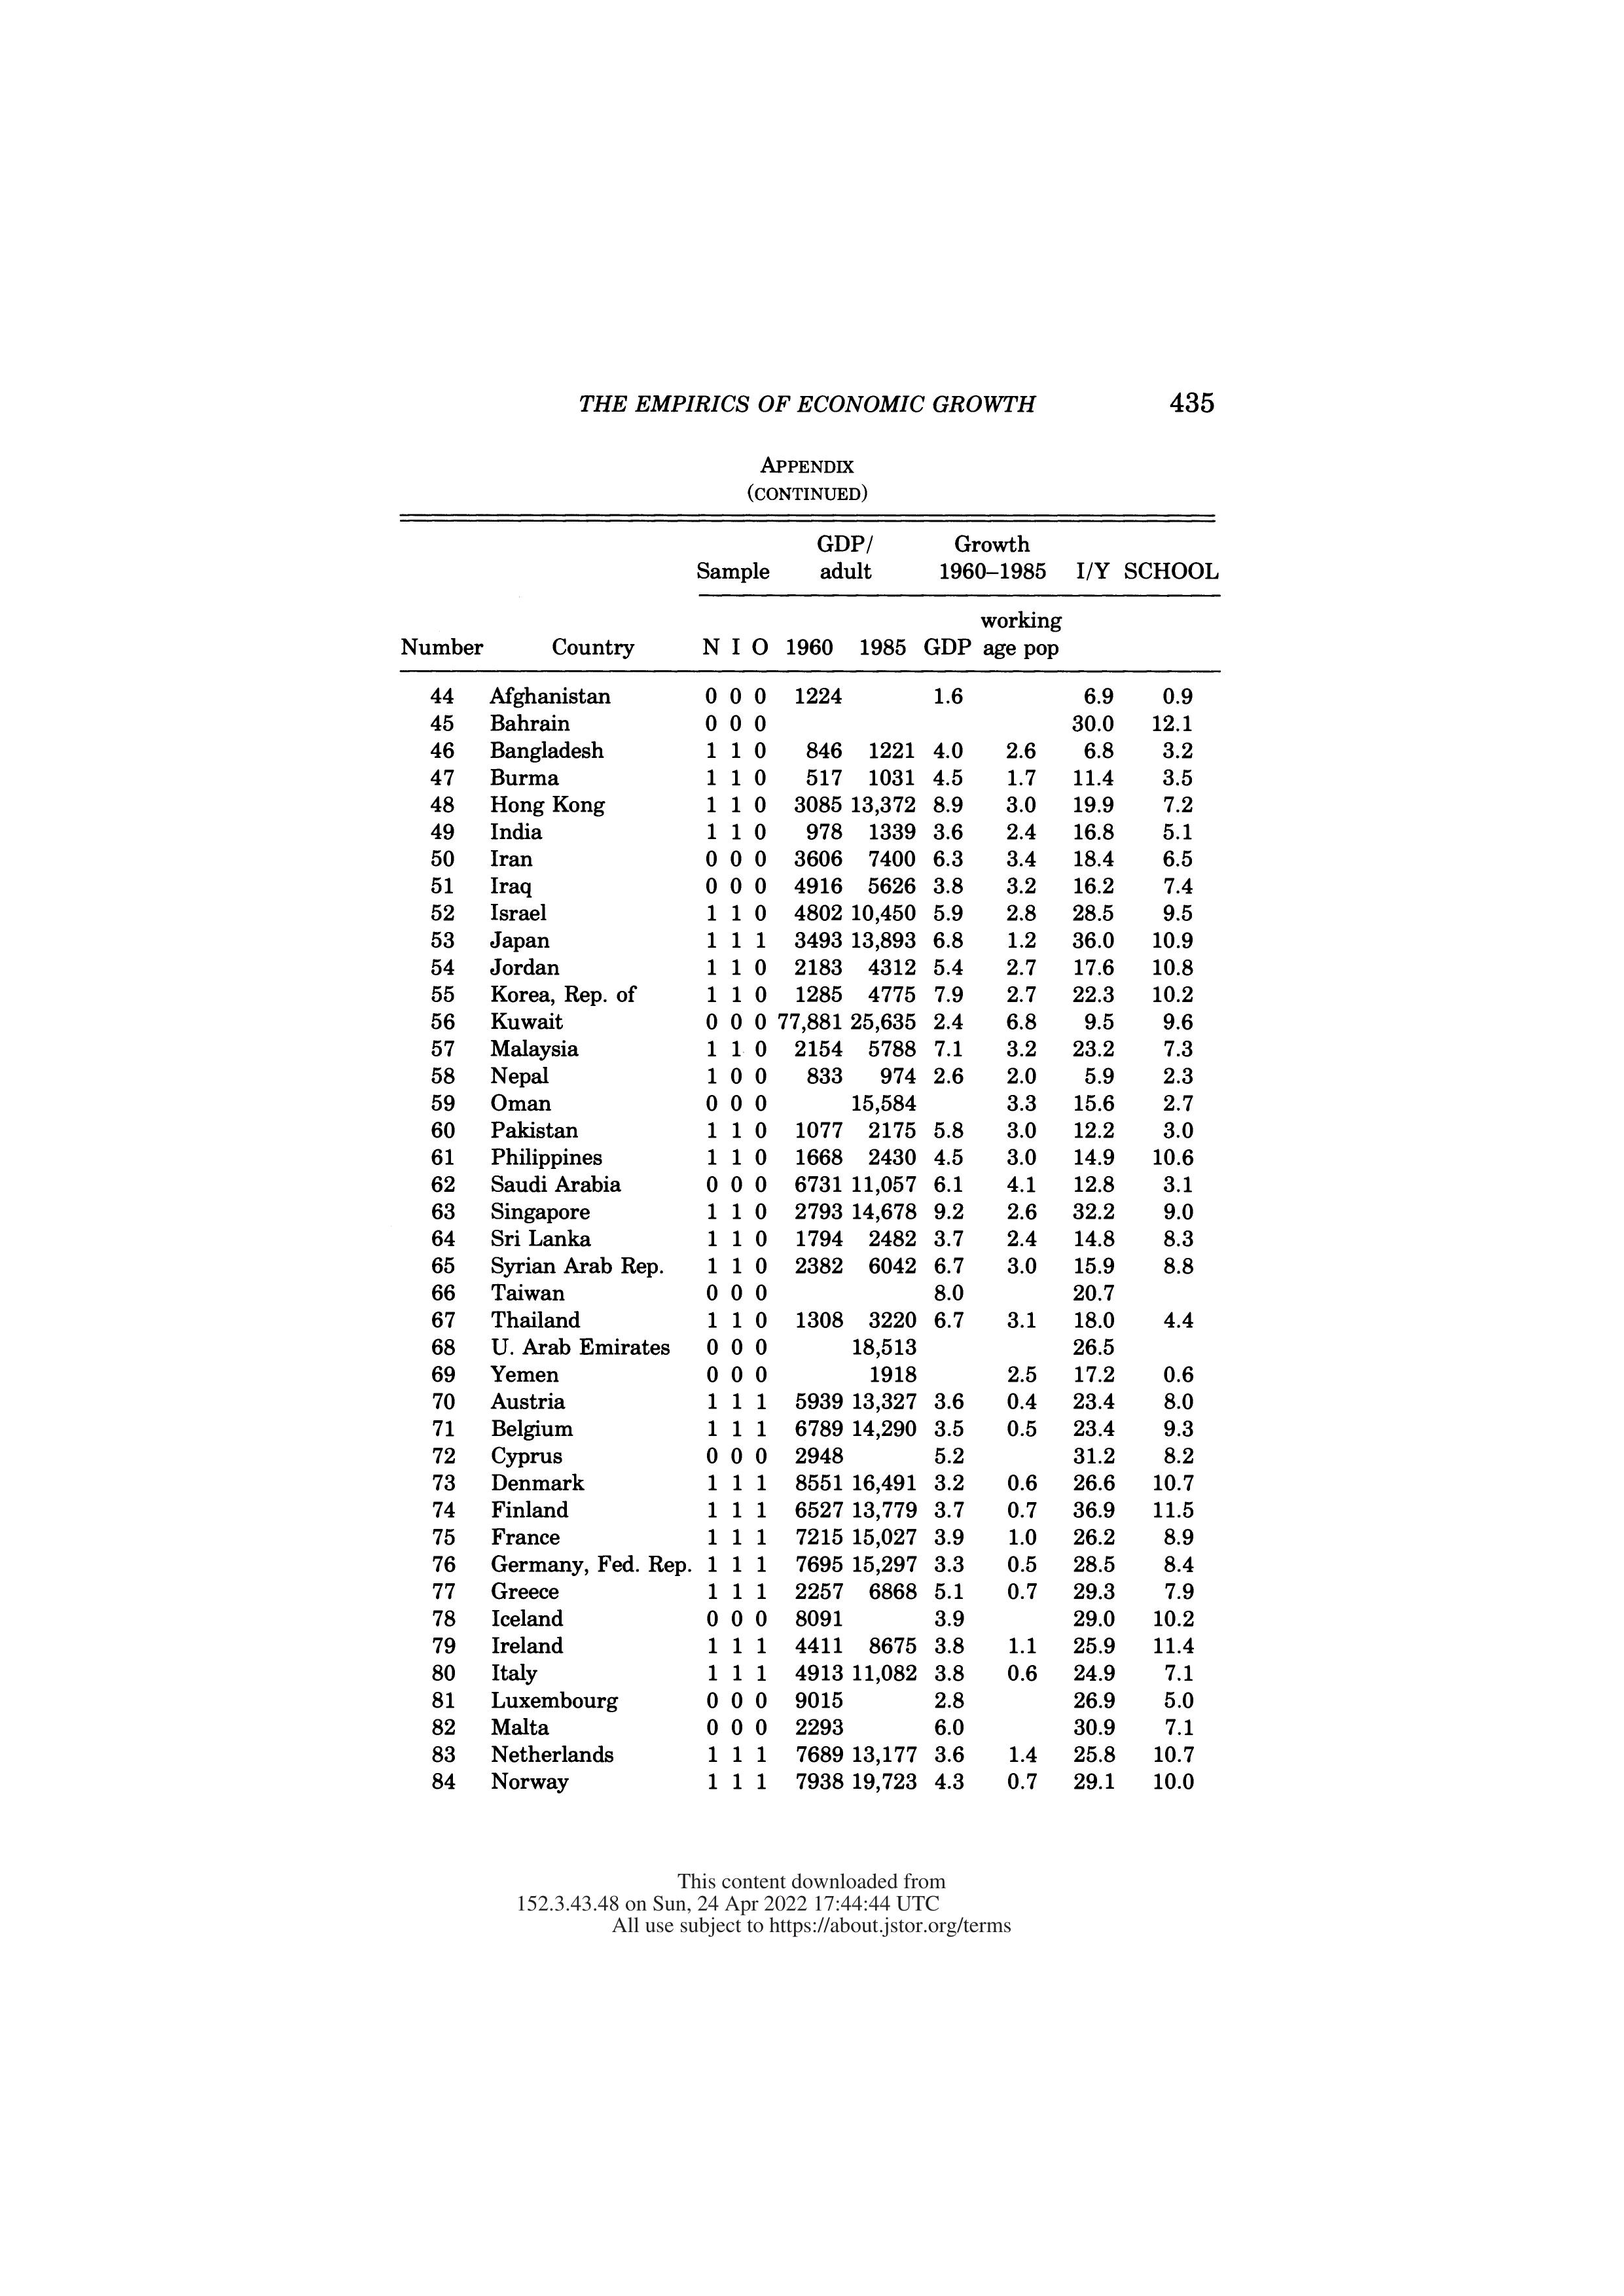 THE EMPIRICS OF ECONOMIC GROWTH 435
APPENDIX
(CONTINUED)
GDP/ Growth
Sample adult 1960–1985 I/Y SCHOOL
working
Number Country N I O 1960 1985 GDP age pop
44 Afghanistan 0 0 0 1224 1.6 6.9 0.9
45 Bahrain 0 0 0 30.0 12.1
46 Bangladesh 1 1 0 846 1221 4.0 2.6 6.8 3.2
47 Burma 1 1 0 517 1031 4.5 1.7 11.4 3.5
48 Hong Kong 1 1 0 3085 13,372 8.9 3.0 19.9 7.2
49 India 1 1 0 978 1339 3.6 2.4 16.8 5.1
50 Iran 0 0 0 3606 7400 6.3 3.4 18.4 6.5
51 Iraq 0 0 0 4916 5626 3.8 3.2 16.2 7.4
52 Israel 1 1 0 4802 10,450 5.9 2.8 28.5 9.5
53 Japan 1 1 1 3493 13,893 6.8 1.2 36.0 10.9
54 Jordan 1 1 0 2183 4312 5.4 2.7 17.6 10.8
55 Korea, Rep. of 1 1 0 1285 4775 7.9 2.7 22.3 10.2
56 Kuwait 0 0 0 77,881 25,635 2.4 6.8 9.5 9.6
57 Malaysia 1 1 0 2154 5788 7.1 3.2 23.2 7.3
58 Nepal 1 0 0 833 974 2.6 2.0 5.9 2.3
59 Oman 0 0 0 15,584 3.3 15.6 2.7
60 Pakistan 1 1 0 1077 2175 5.8 3.0 12.2 3.0
61 Philippines 1 1 0 1668 2430 4.5 3.0 14.9 10.6
62 Saudi Arabia 0 0 0 6731 11,057 6.1 4.1 12.8 3.1
63 Singapore 1 1 0 2793 14,678 9.2 2.6 32.2 9.0
64 Sri Lanka 1 1 0 1794 2482 3.7 2.4 14.8 8.3
65 Syrian Arab Rep. 1 1 0 2382 6042 6.7 3.0 15.9 8.8
66 Taiwan 0 0 0 8.0 20.7
67 Thailand 1 1 0 1308 3220 6.7 3.1 18.0 4.4
68 U. Arab Emirates 0 0 0 18,513 26.5
69 Yemen 0 0 0 1918 2.5 17.2 0.6
70 Austria 1 1 1 5939 13,327 3.6 0.4 23.4 8.0
71 Belgium 1 1 1 6789 14,290 3.5 0.5 23.4 9.3
72 Cyprus 0 0 0 2948 5.2 31.2 8.2
73 Denmark 1 1 1 8551 16,491 3.2 0.6 26.6 10.7
74 Finland 1 1 1 6527 13,779 3.7 0.7 36.9 11.5
75 France 1 1 1 7215 15,027 3.9 1.0 26.2 8.9
76 Germany, Fed. Rep. 1 1 1 7695 15,297 3.3 0.5 28.5 8.4
77 Greece 1 1 1 2257 6868 5.1 0.7 29.3 7.9
78 Iceland 0 0 0 8091 3.9 29.0 10.2
79 Ireland 1 1 1 4411 8675 3.8 1.1 25.9 11.4
80 Italy 1 1 1 4913 11,082 3.8 0.6 24.9 7.1
81 Luxembourg 0 0 0 9015 2.8 26.9 5.0
82 Malta 0 0 0 2293 6.0 30.9 7.1
83 Netherlands 1 1 1 7689 13,177 3.6 1.4 25.8 10.7
84 Norway 1 1 1 7938 19,723 4.3 0.7 29.1 10.0
This content downloaded from
152.3.43.48 on Sun, 24 Apr 2022 17:44:44 UTC
All use subject to https://about.jstor.org/terms